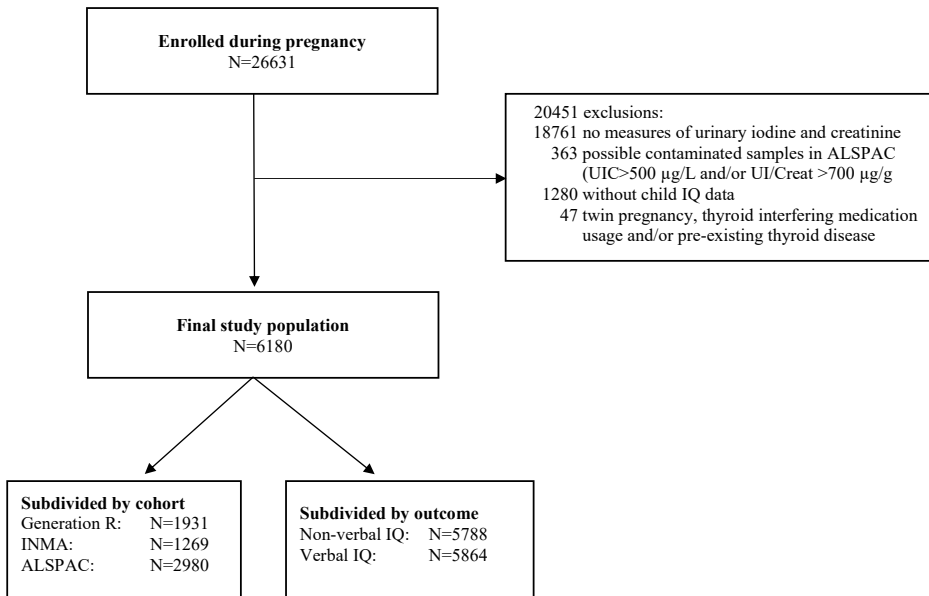 Enrolled during pregnancy
N=26631
20451 exclusions:
18761 no measures of urinary iodine and creatinine
363 possible contaminated samples in ALSPAC
(UIC>500 µg/L and/or UI/Creat >700 µg/g
1280 without child IQ data
47 twin pregnancy, thyroid interfering medication
usage and/or pre-existing thyroid disease
Final study population
N=6180
Subdivided by cohort
Generation R: N=1931
INMA: N=1269
ALSPAC: N=2980
Subdivided by outcome
Non-verbal IQ: N=5788
Verbal IQ: N=5864